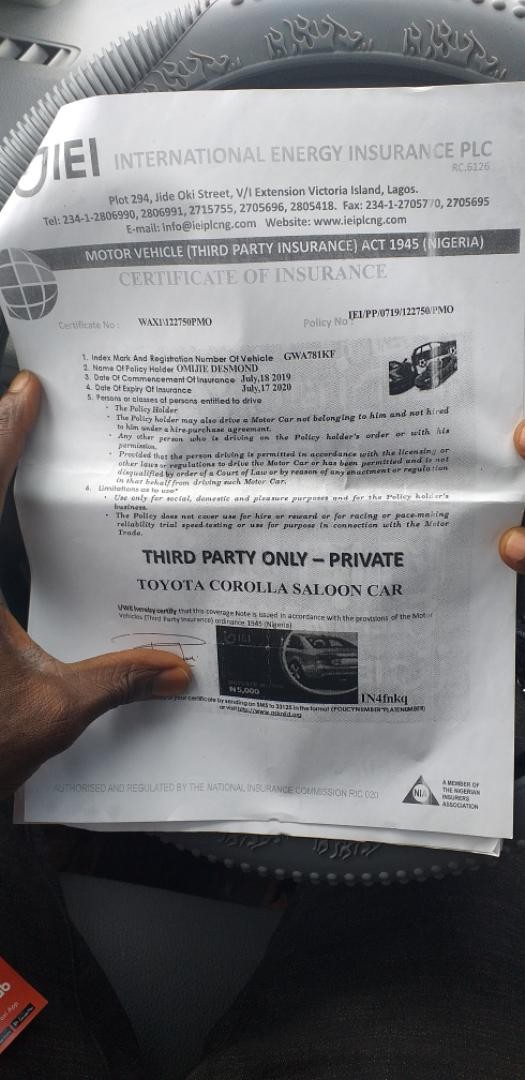 IEI INTERNATIONAL ENERGY INSURANCE PLC
RC.6126
Plot 294, Jide Oki Street, V/I Extension Victoria Island, Lagos.
Tel: 234-1-2806990, 2806991, 2715755, 2705696, 2805418. Fax: 234-1-2705770, 2705695
E-mail: info@ieiplcng.com Website: www.ieiplcng.com
MOTOR VEHICLE (THIRD PARTY INSURANCE) ACT 1945 (NIGERIA)
CERTIFICATE OF INSURANCE
Certificate No : WAXI\122750PMO Policy No : IEI/PP/0719/122750/PMO
1. Index Mark And Registration Number Of Vehicle GWA781KF
2. Name Of Policy Holder OMIJIE DESMOND
3. Date Of Commencement Of Insurance July,18 2019
4. Date Of Expiry Of Insurance July,17 2020
5. Persons or classes of persons entitled to drive
• The Policy Holder
• The Policy holder may also drive a Motor Car not belonging to him and not hired
to him under a hire-purchase agreement.
• Any other person who is driving on the Policy holder's order or with his
permission.
• Provided that the person driving is permitted in accordance with the licensing or
other laws or regulations to drive the Motor Car or has been permitted and is not
disqualified by order of a Court of Law or by reason of any enactment or regulation
in that behalf from driving such Motor Car.
6. Limitations as to use*
• Use only for social, domestic and pleasure purposes and for the Policy holder's
business.
• The Policy does not cover use for hire or reward or for racing or pace-making
reliability trial speed-testing or use for purpose in connection with the Motor
Trade.
THIRD PARTY ONLY – PRIVATE
TOYOTA COROLLA SALOON CAR
I/WE hereby certify that this coverage Note is issued in accordance with the provisions of the Motor
Vehicles (Third Party Insurance) ordinance 1945 (Nigeria)
IEI
₦5,000
1N4fnkq
your certificate by sending an SMS to 33125 in the format (POLICYNUMBER*PLATENUMBER)
or visit http://www.askniid.org
AUTHORISED AND REGULATED BY THE NATIONAL INSURANCE COMMISSION RIC 020
NIA
A MEMBER OF
THE NIGERIAN
INSURERS
ASSOCIATION